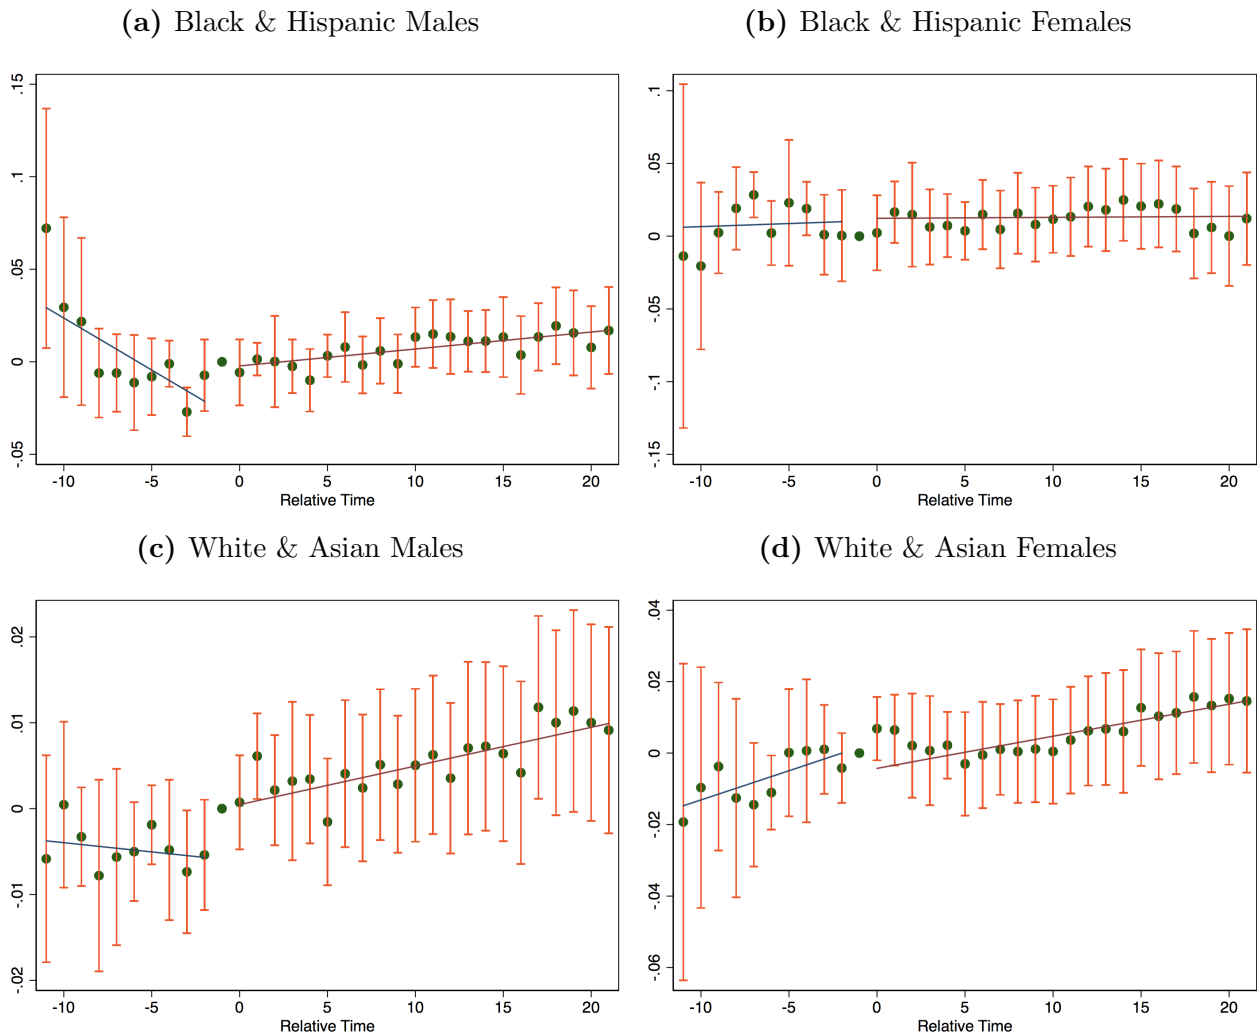 (a) Black & Hispanic Males
(b) Black & Hispanic Females
.15
.1
.05
0
-.05
-10 -5 0 5 10 15 20
Relative Time
.1
.05
0
-.05
-.1
-.15
-10 -5 0 5 10 15 20
Relative Time
(c) White & Asian Males
(d) White & Asian Females
.02
.01
0
-.01
-.02
-10 -5 0 5 10 15 20
Relative Time
.04
.02
0
-.02
-.04
-.06
-10 -5 0 5 10 15 20
Relative Time